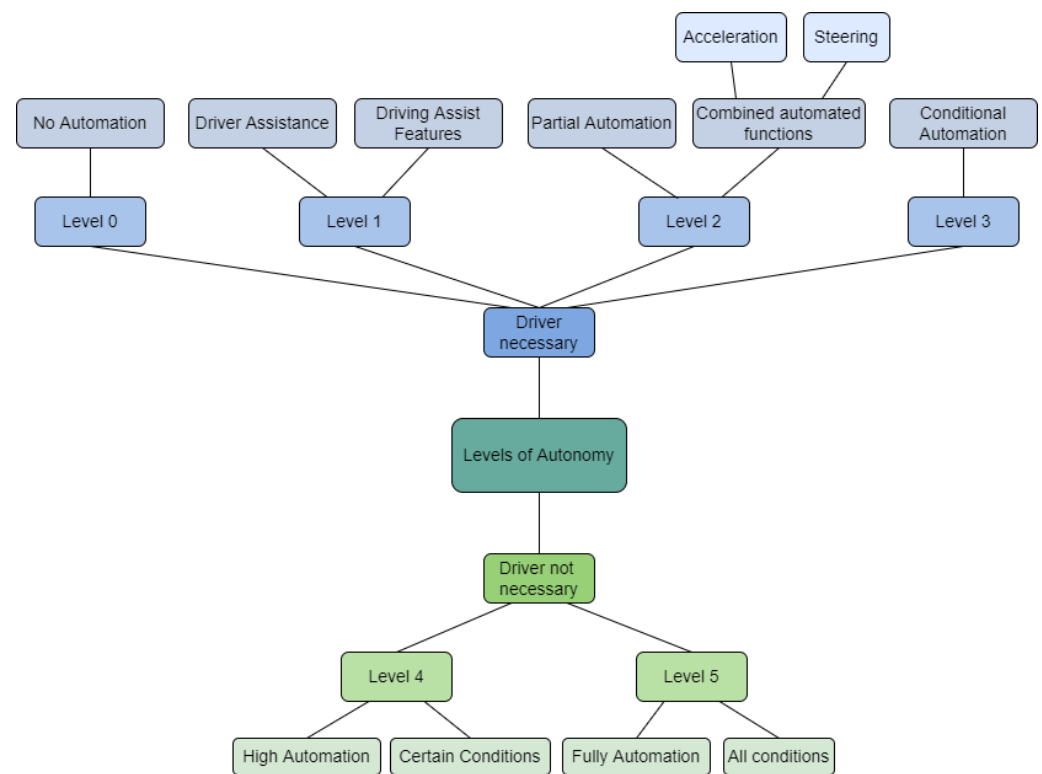 Acceleration
Steering
No Automation
Driver Assistance
Driving Assist
Features
Partial Automation
Combined automated
functions
Conditional
Automation
Level 0
Level 1
Level 2
Level 3
Driver
necessary
Levels of Autonomy
Driver not
necessary
Level 4
Level 5
High Automation
Certain Conditions
Fully Automation
All conditions